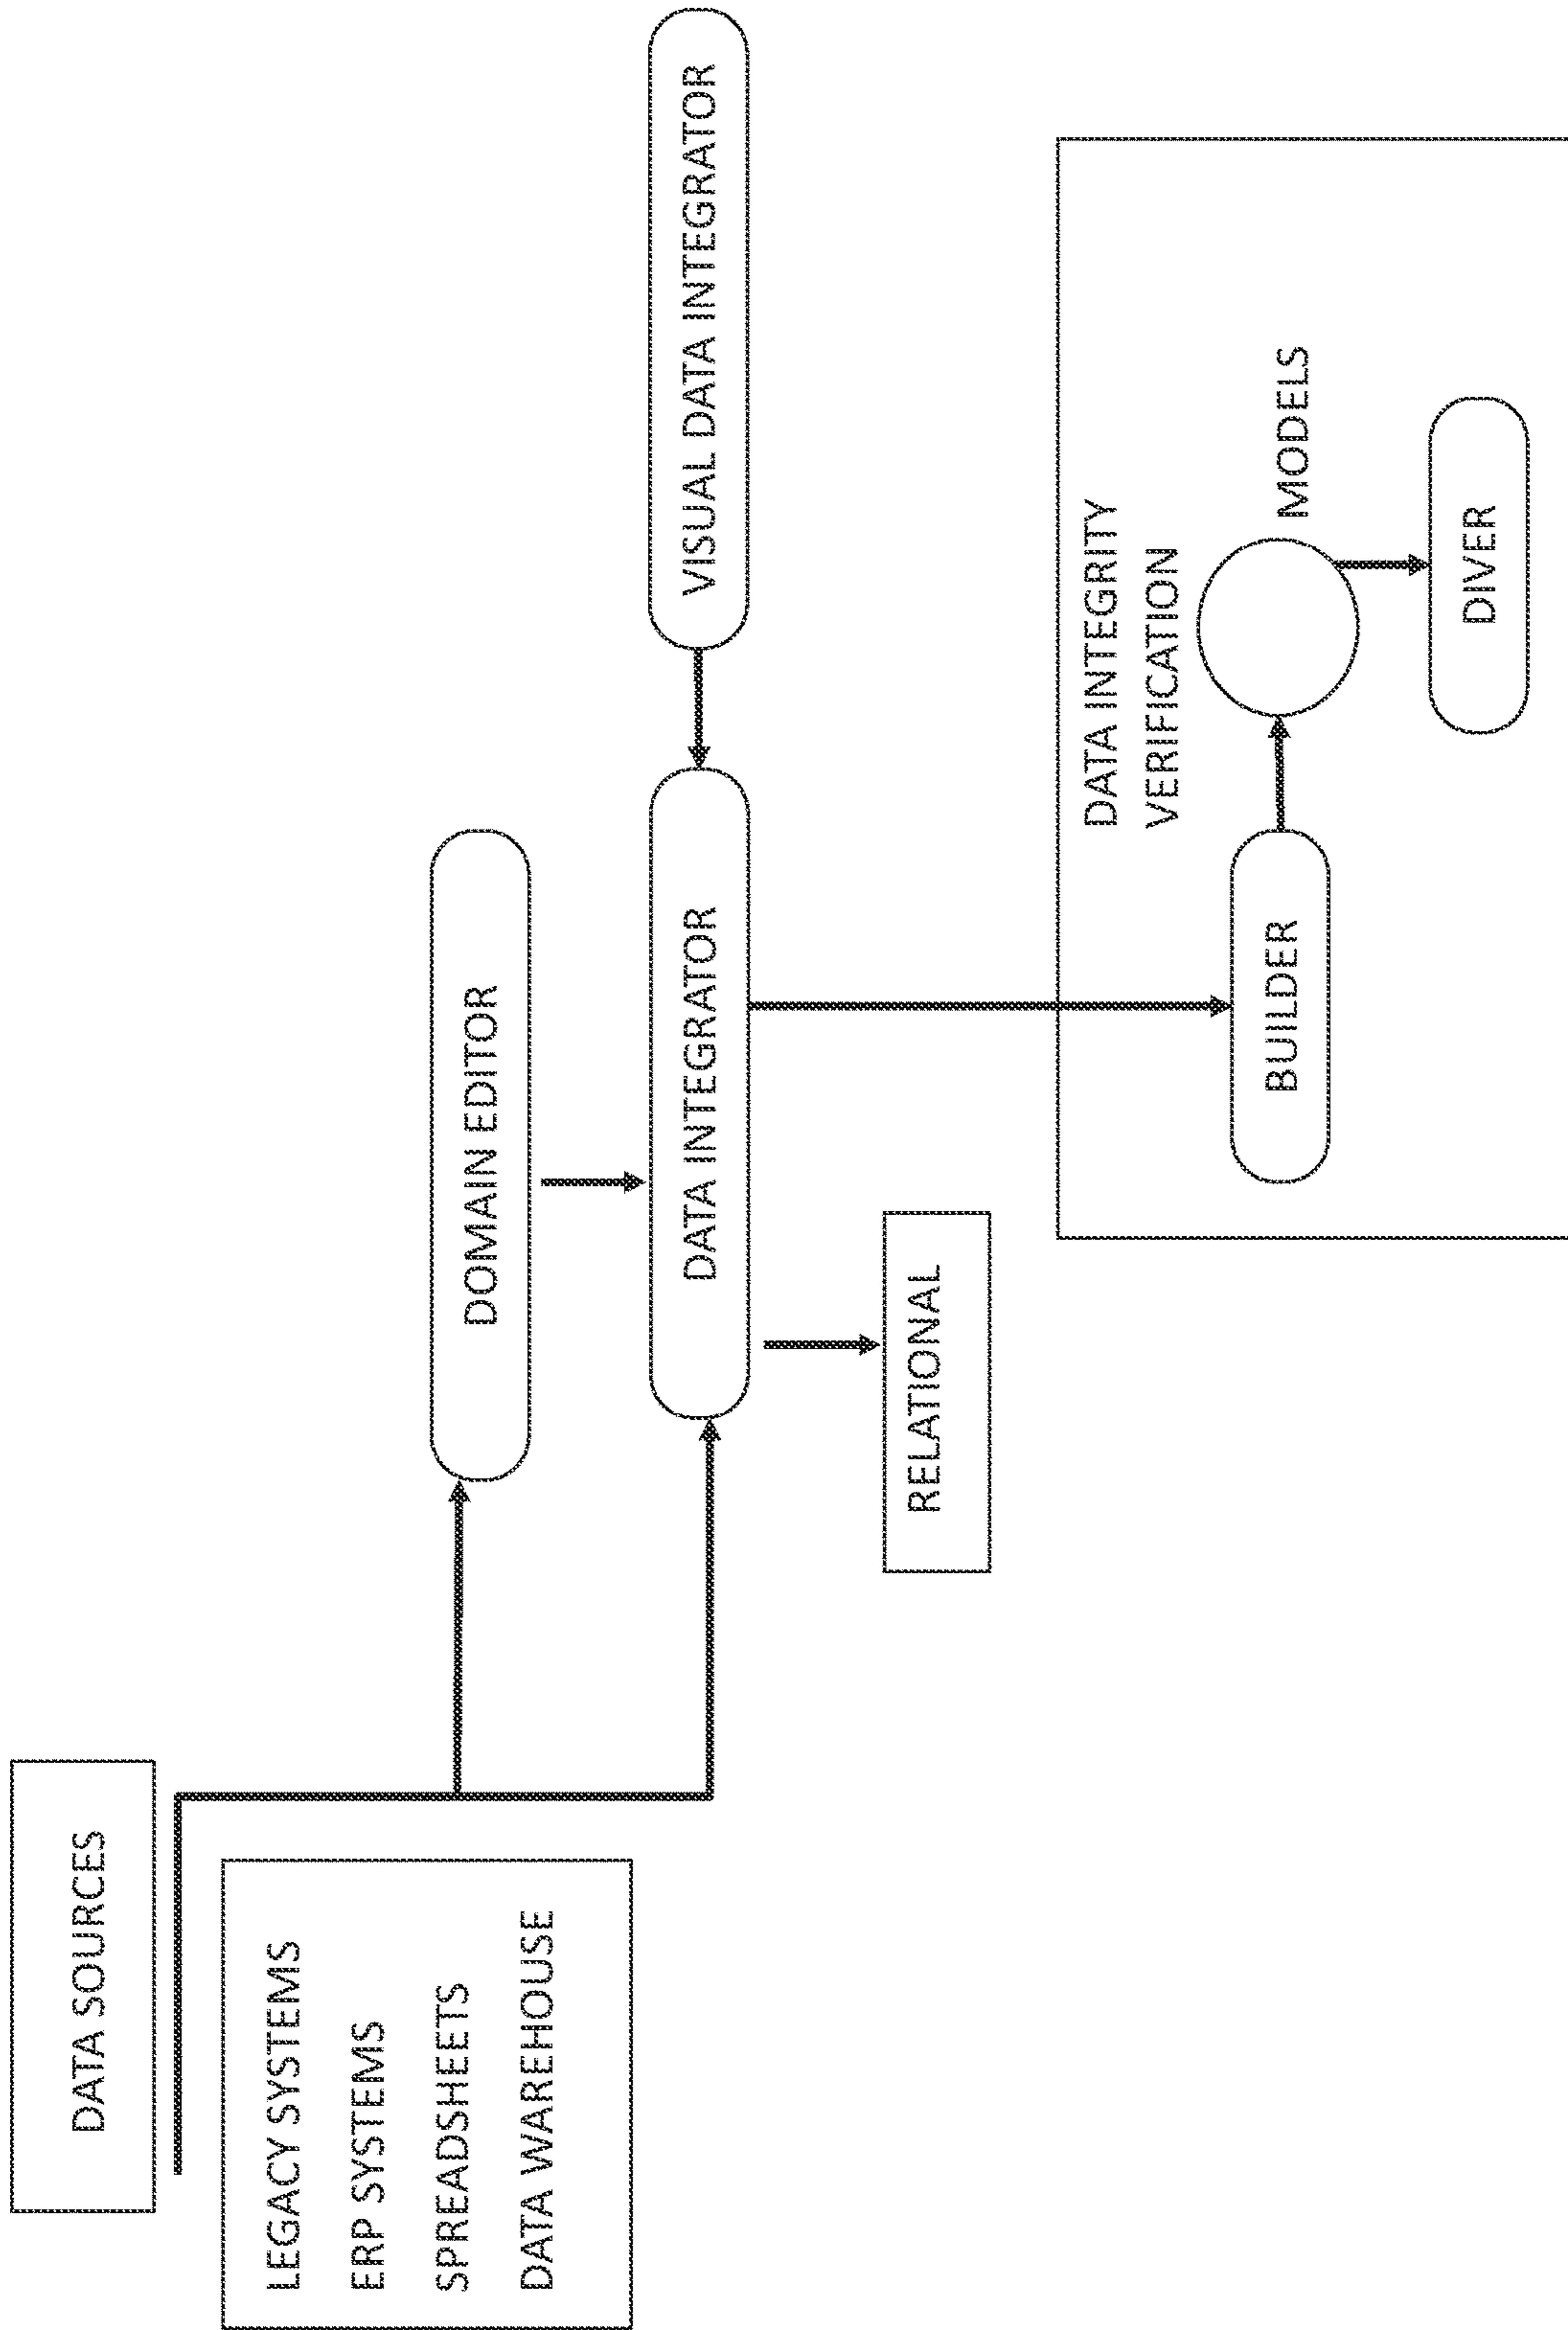 DATA SOURCES
LEGACY SYSTEMS
ERP SYSTEMS
SPREADSHEETS
DATA WAREHOUSE
DOMAIN EDITOR
DATA INTEGRATOR
VISUAL DATA INTEGRATOR
RELATIONAL
DATA INTEGRITY
VERIFICATION
BUILDER
MODELS
DIVER